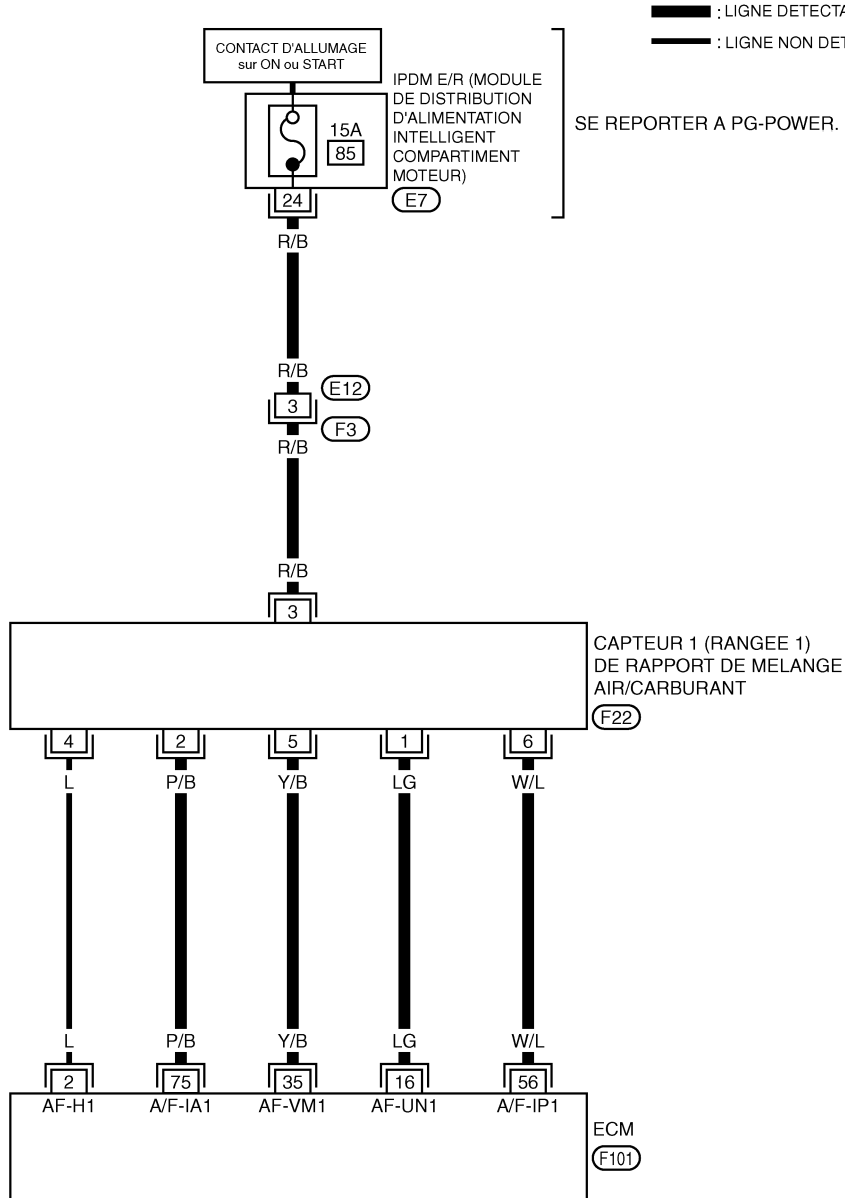 : LIGNE DETECTA
: LIGNE NON DET
CONTACT D'ALLUMAGE
sur ON ou START
IPDM E/R (MODULE
DE DISTRIBUTION
D'ALIMENTATION
INTELLIGENT
COMPARTIMENT
MOTEUR)
E7
SE REPORTER A PG-POWER.
15A
85
24
R/B
R/B
E12
3
F3
R/B
R/B
3
CAPTEUR 1 (RANGEE 1)
DE RAPPORT DE MELANGE
AIR/CARBURANT
F22
4 2 5 1 6
L P/B Y/B LG W/L
L P/B Y/B LG W/L
2 75 35 16 56
AF-H1 A/F-IA1 AF-VM1 AF-UN1 A/F-IP1
ECM
F101